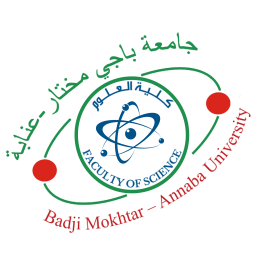 جامعة باجي مختار -عنابة
كلية العلوم
FACULTY OF SCIENCE
Badji Mokhtar – Annaba University